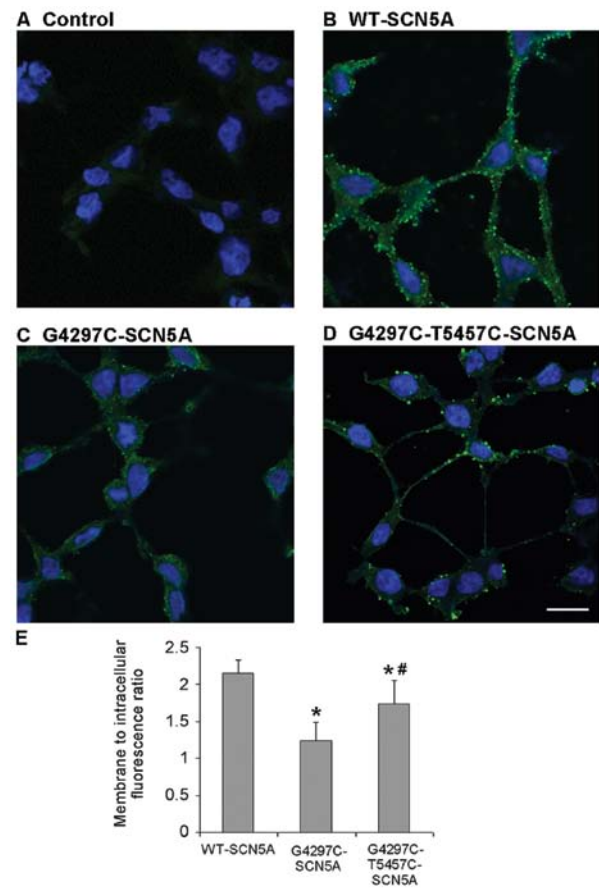 A Control
B WT-SCN5A
C G4297C-SCN5A
D G4297C-T5457C-SCN5A
E
Membrane to intracellular
fluorescence ratio
2.5
2
1.5
1
0.5
0
*
*#
WT-SCN5A
G4297C-
SCN5A
G4297C-
T5457C-
SCN5A